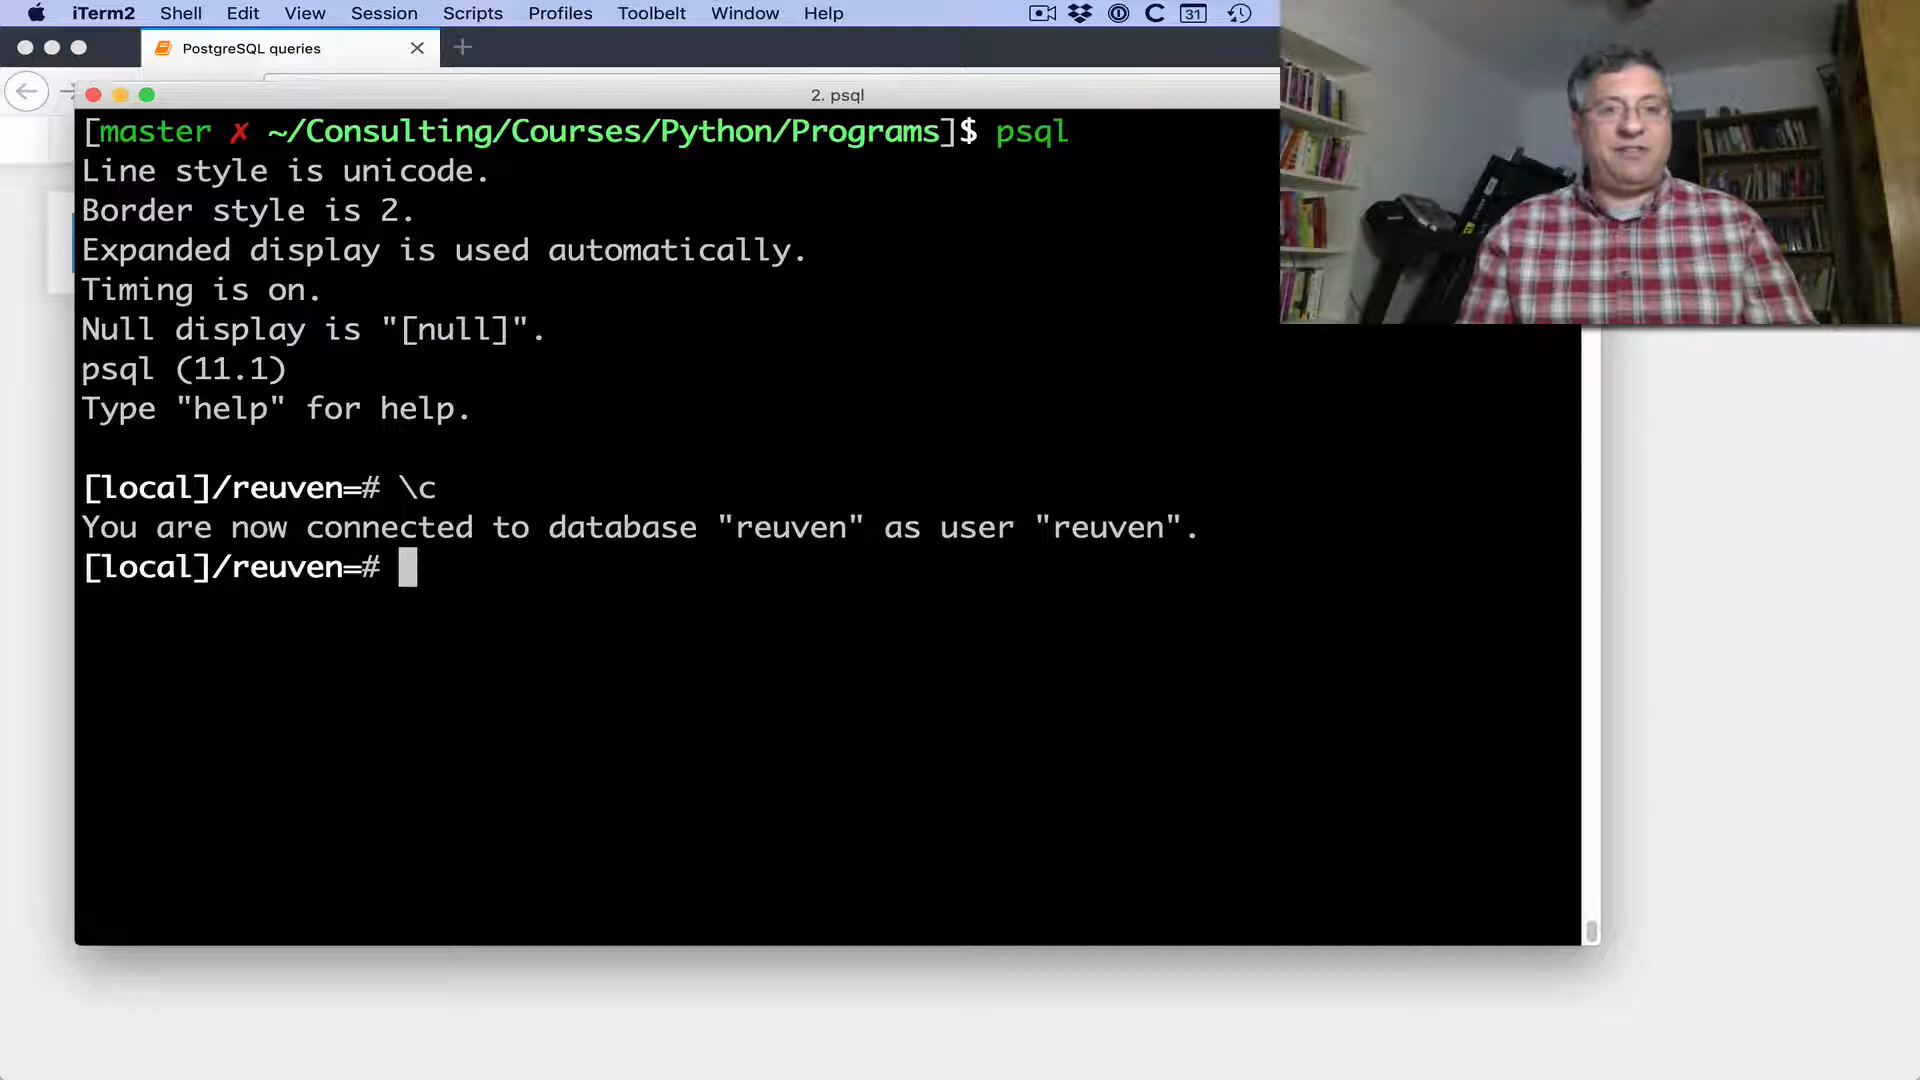 iTerm2 Shell Edit View Session Scripts Profiles Toolbelt Window Help 31
PostgreSQL queries
2. psql
[master ✗ ~/Consulting/Courses/Python/Programs]$ psql
Line style is unicode.
Border style is 2.
Expanded display is used automatically.
Timing is on.
Null display is "[null]".
psql (11.1)
Type "help" for help.
[local]/reuven=# \c
You are now connected to database "reuven" as user "reuven".
[local]/reuven=#